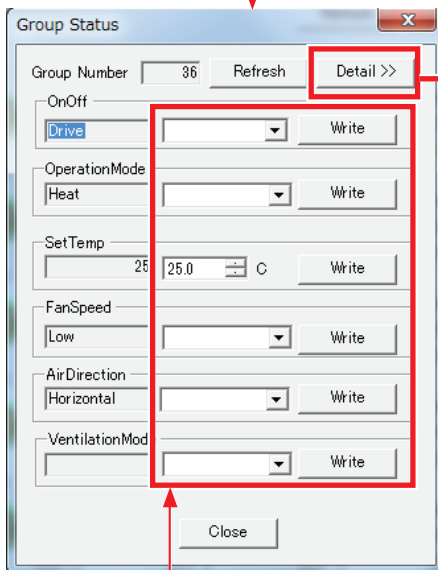 Group Status
Group Number 36 Refresh Detail >>
OnOff
Drive Write
OperationMode
Heat Write
SetTemp
25 25.0 C Write
FanSpeed
Low Write
AirDirection
Horizontal Write
VentilationMod
Write
Close